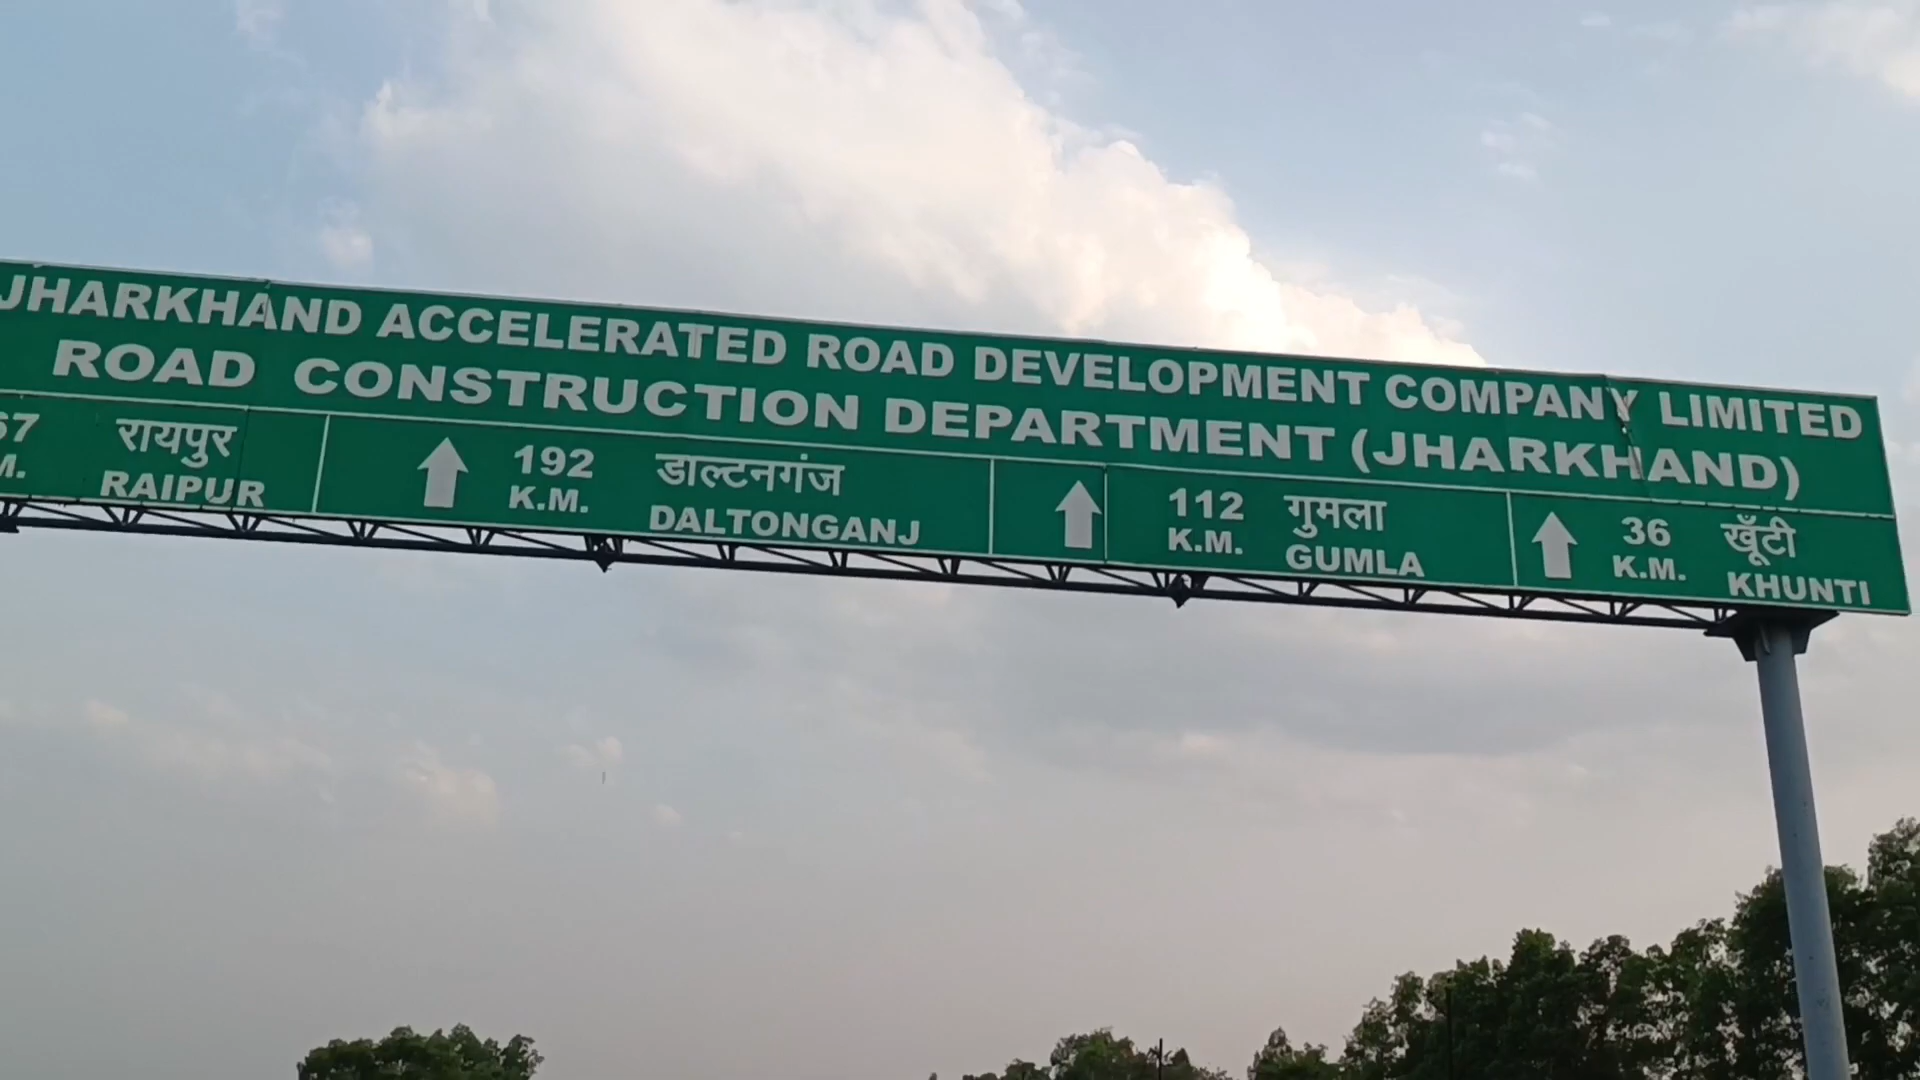 JHARKHAND ACCELERATED ROAD DEVELOPMENT COMPANY LIMITED
ROAD CONSTRUCTION DEPARTMENT (JHARKHAND)
रायपुर
RAIPUR
192
K.M.
डाल्टनगंज
DALTONGANJ
112
K.M.
गुमला
GUMLA
36
K.M.
खूँटी
KHUNTI